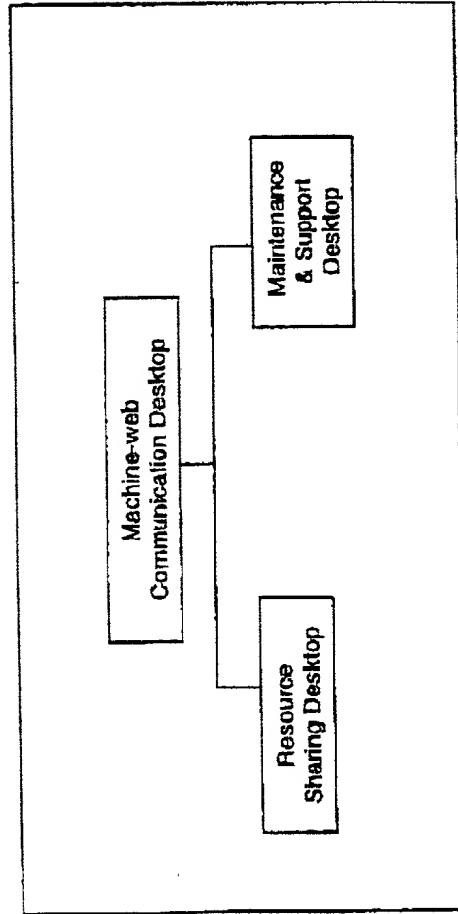 Machine-web
Communication Desktop
Resource
Sharing Desktop
Maintenance
& Support
Desktop